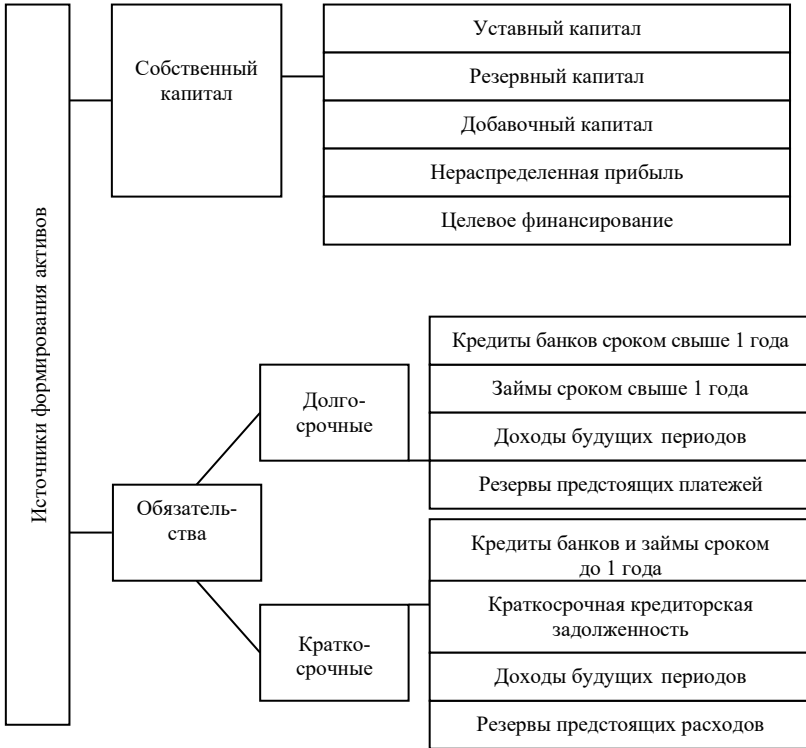 Источники формирования активов
Собственный
капитал
Уставный капитал
Резервный капитал
Добавочный капитал
Нераспределенная прибыль
Целевое финансирование
Обязатель-
ства
Долго-
срочные
Кредиты банков сроком свыше 1 года
Займы сроком свыше 1 года
Доходы будущих периодов
Резервы предстоящих платежей
Кратко-
срочные
Кредиты банков и займы сроком
до 1 года
Краткосрочная кредиторская
задолженность
Доходы будущих периодов
Резервы предстоящих расходов